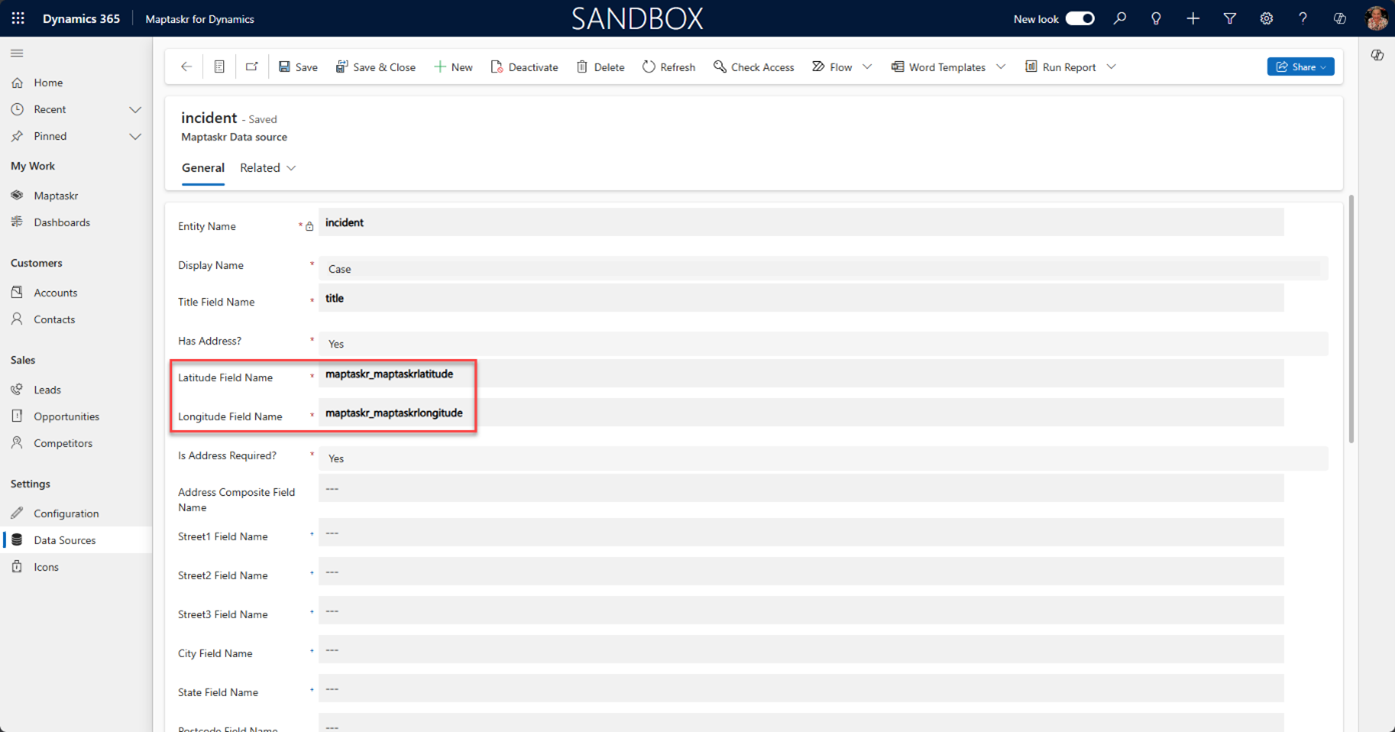 Dynamics 365 Maptaskr for Dynamics SANDBOX New look
Save Save & Close New Deactivate Delete Refresh Check Access Flow Word Templates Run Report Share
Home
Recent
Pinned
My Work
Maptaskr
Dashboards
Customers
Accounts
Contacts
Sales
Leads
Opportunities
Competitors
Settings
Configuration
Data Sources
Icons
incident - Saved
Maptaskr Data source
General Related
Entity Name * incident
Display Name * Case
Title Field Name * title
Has Address? * Yes
Latitude Field Name * maptaskr_maptaskrlatitude
Longitude Field Name * maptaskr_maptaskrlongitude
Is Address Required? * Yes
Address Composite Field ---
Name
Street1 Field Name + ---
Street2 Field Name + ---
Street3 Field Name + ---
City Field Name + ---
State Field Name + ---
Postcode Field Name ---